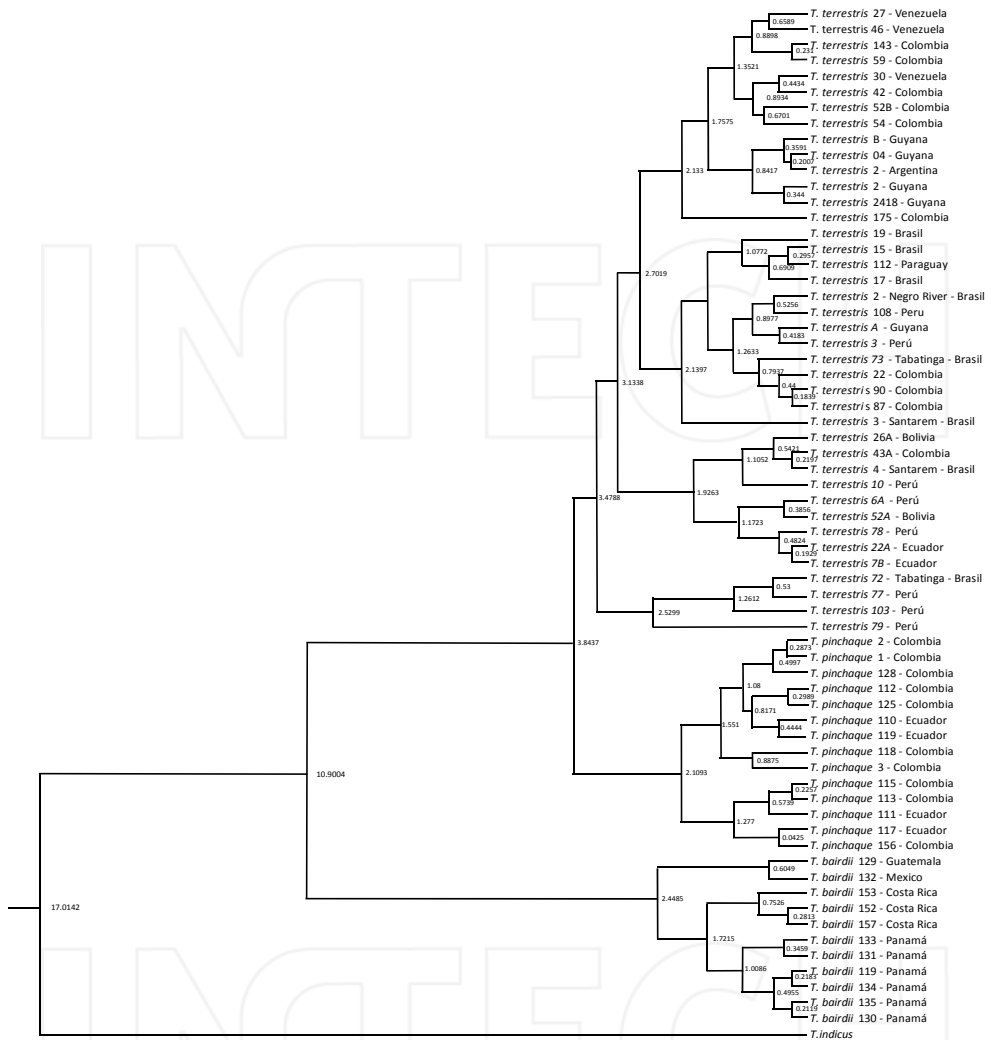 T. terrestris 27 - Venezuela
0.6589
T. terrestris 46 - Venezuela
0.8898
T. terrestris 143 - Colombia
0.231
T. terrestris 59 - Colombia
1.3521
T. terrestris 30 - Venezuela
0.4434
T. terrestris 42 - Colombia
0.8934
T. terrestris 52B - Colombia
0.6701
T. terrestris 54 - Colombia
1.7575
T. terrestris B - Guyana
0.3591
T. terrestris 04 - Guyana
0.2007
T. terrestris 2 - Argentina
0.8417
2.133
T. terrestris 2 - Guyana
0.344
T. terrestris 2418 - Guyana
T. terrestris 175 - Colombia
T. terrestris 19 - Brasil
1.0772
T. terrestris 15 - Brasil
0.2957
T. terrestris 112 - Paraguay
0.6909
2.7019
T. terrestris 17 - Brasil
T. terrestris 2 - Negro River - Brasil
0.5256
T. terrestris 108 - Peru
0.8977
T. terrestris A - Guyana
0.4183
T. terrestris 3 - Perú
1.2633
T. terrestris 73 - Tabatinga - Brasil
2.1397
0.7937
T. terrestris 22 - Colombia
3.1338
0.44
T. terrestris 90 - Colombia
0.1839
T. terrestris 87 - Colombia
T. terrestris 3 - Santarem - Brasil
T. terrestris 26A - Bolivia
0.5421
T. terrestris 43A - Colombia
1.1052
0.2197
T. terrestris 4 - Santarem - Brasil
T. terrestris 10 - Perú
1.9263
3.4788
T. terrestris 6A - Perú
0.3856
T. terrestris 52A - Bolivia
1.1723
T. terrestris 78 - Perú
0.4824
T. terrestris 22A - Ecuador
0.1929
T. terrestris 7B - Ecuador
T. terrestris 72 - Tabatinga - Brasil
0.53
T. terrestris 77 - Perú
1.2612
T. terrestris 103 - Perú
2.5299
T. terrestris 79 - Perú
3.8437
T. pinchaque 2 - Colombia
0.2873
T. pinchaque 1 - Colombia
0.4997
T. pinchaque 128 - Colombia
1.08
T. pinchaque 112 - Colombia
0.2989
T. pinchaque 125 - Colombia
0.8171
T. pinchaque 110 - Ecuador
1.551
0.4444
T. pinchaque 119 - Ecuador
T. pinchaque 118 - Colombia
0.8875
T. pinchaque 3 - Colombia
2.1093
10.9004
T. pinchaque 115 - Colombia
0.2257
T. pinchaque 113 - Colombia
0.5739
T. pinchaque 111 - Ecuador
1.277
T. pinchaque 117 - Ecuador
0.0425
T. pinchaque 156 - Colombia
T. bairdii 129 - Guatemala
0.6049
T. bairdii 132 - Mexico
T. bairdii 153 - Costa Rica
2.4485
0.7526
T. bairdii 152 - Costa Rica
17.0142
0.2813
T. bairdii 157 - Costa Rica
1.7215
T. bairdii 133 - Panamá
0.3459
T. bairdii 131 - Panamá
1.0086
T. bairdii 119 - Panamá
0.2183
T. bairdii 134 - Panamá
0.4955
T. bairdii 135 - Panamá
0.2119
T. bairdii 130 - Panamá
T.indicus
INTECH
INTECH